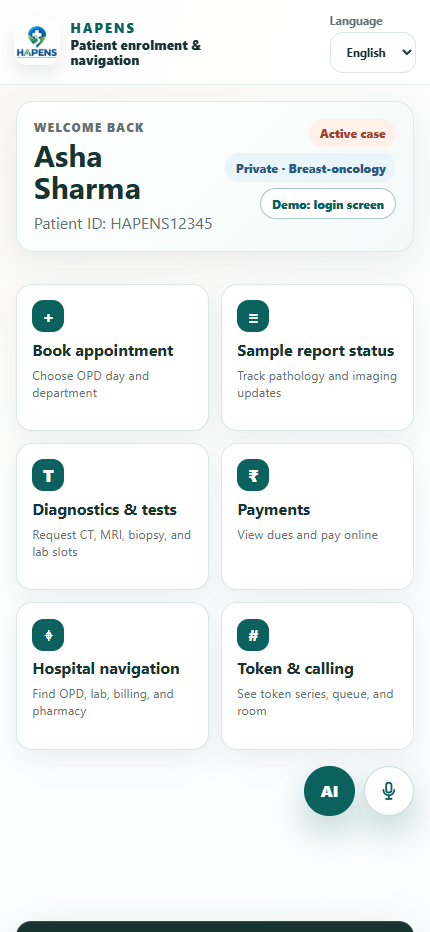 HAPENS
HAPENS
Patient enrolment &
navigation
Language
English
WELCOME BACK
Asha
Sharma
Patient ID: HAPENS12345
Active case
Private · Breast-oncology
Demo: login screen
+
Book appointment
Choose OPD day and
department
≡
Sample report status
Track pathology and imaging
updates
T
Diagnostics & tests
Request CT, MRI, biopsy, and
lab slots
₹
Payments
View dues and pay online
⌖
Hospital navigation
Find OPD, lab, billing, and
pharmacy
#
Token & calling
See token series, queue, and
room
AI